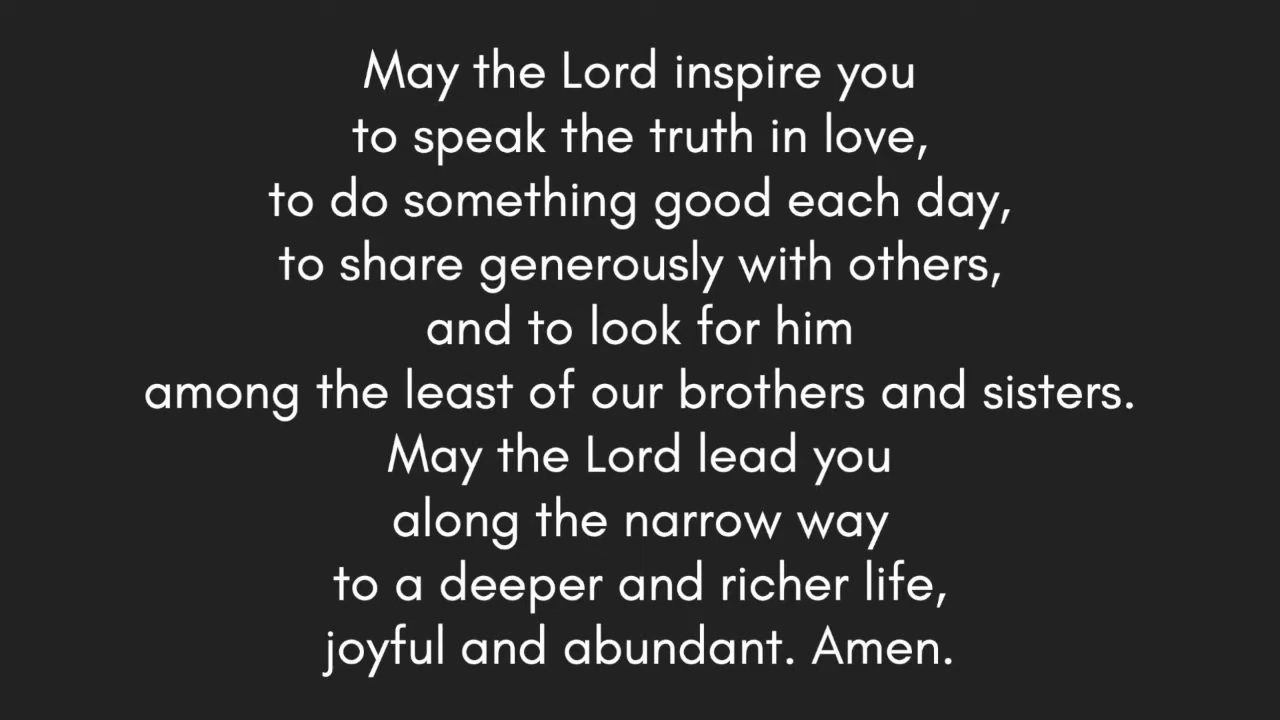 May the Lord inspire you
to speak the truth in love,
to do something good each day,
to share generously with others,
and to look for him
among the least of our brothers and sisters.
May the Lord lead you
along the narrow way
to a deeper and richer life,
joyful and abundant. Amen.